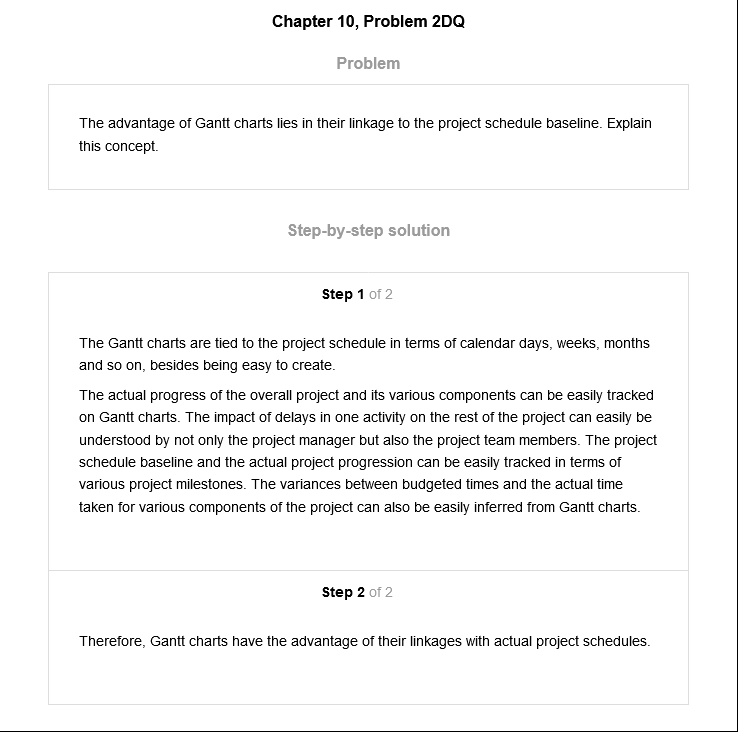 Chapter 10, Problem 2DQ
Problem
The advantage of Gantt charts lies in their linkage to the project schedule baseline. Explain
this concept.
Step-by-step solution
Step 1 of 2
The Gantt charts are tied to the project schedule in terms of calendar days, weeks, months
and so on, besides being easy to create.
The actual progress of the overall project and its various components can be easily tracked
on Gantt charts. The impact of delays in one activity on the rest of the project can easily be
understood by not only the project manager but also the project team members. The project
schedule baseline and the actual project progression can be easily tracked in terms of
various project milestones. The variances between budgeted times and the actual time
taken for various components of the project can also be easily inferred from Gantt charts.
Step 2 of 2
Therefore, Gantt charts have the advantage of their linkages with actual project schedules.